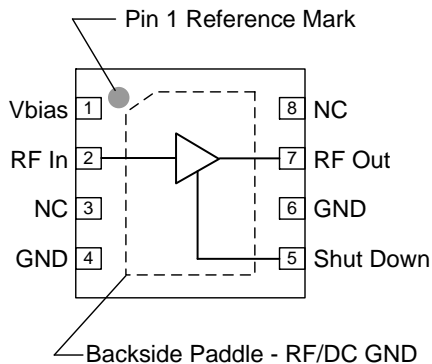 Pin 1 Reference Mark
Vbias 1 8 NC
RF In 2 7 RF Out
NC 3 6 GND
GND 4 5 Shut Down
Backside Paddle - RF/DC GND